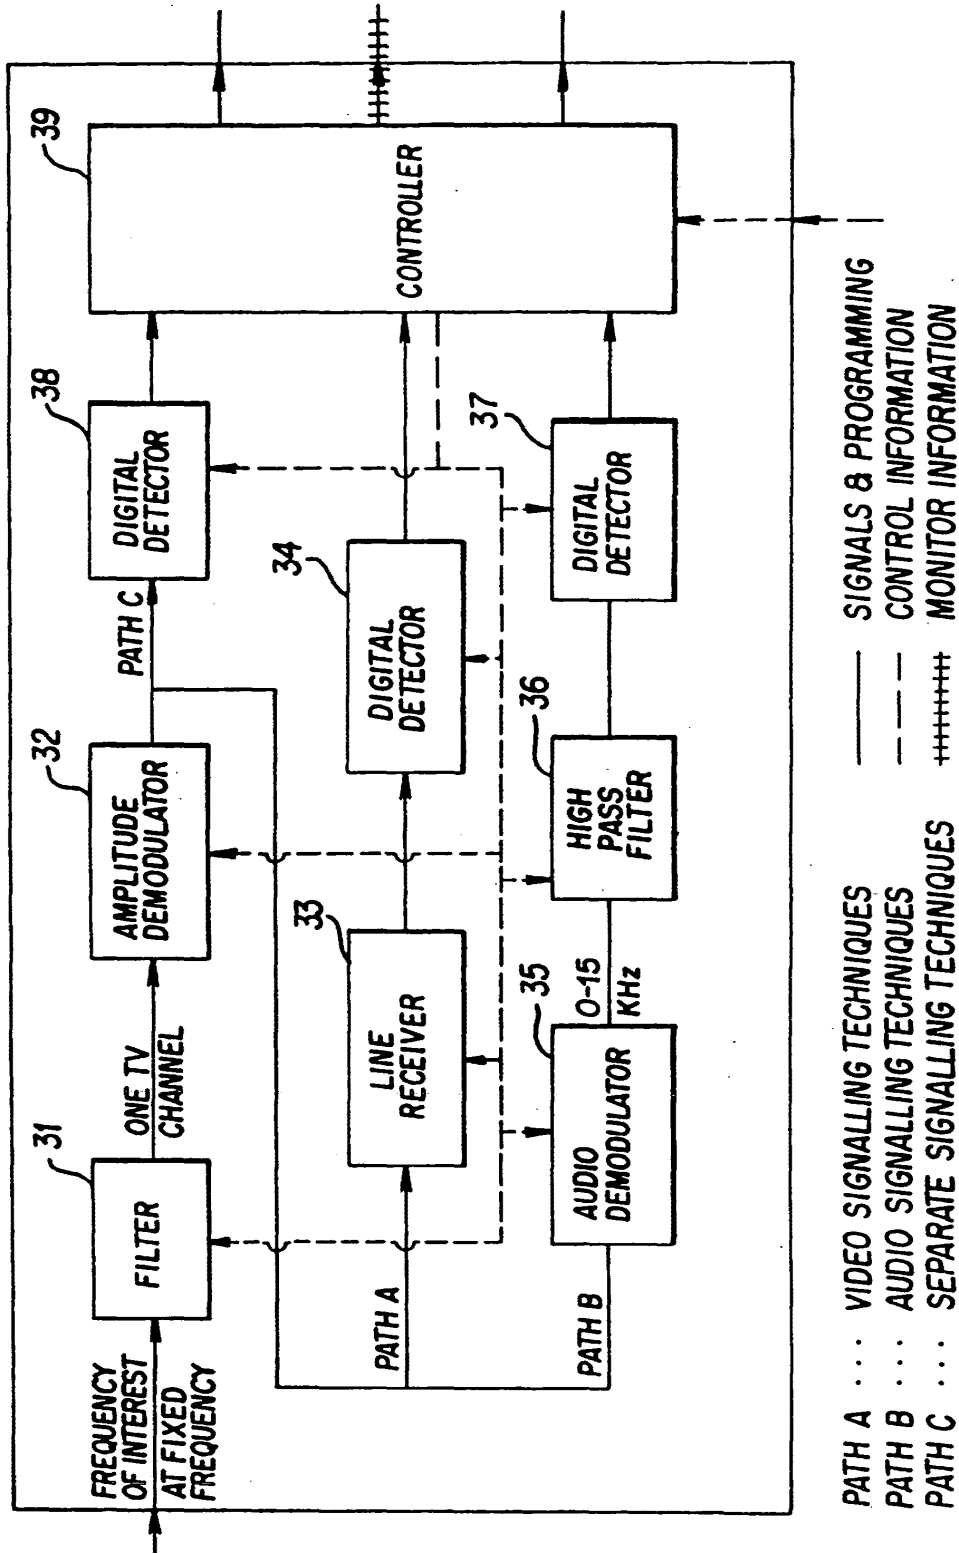 FREQUENCY
OF INTEREST
AT FIXED
FREQUENCY
31
FILTER
ONE TV
CHANNEL
32
AMPLITUDE
DEMODULATOR
PATH C
38
DIGITAL
DETECTOR
39
CONTROLLER
PATH A
33
LINE
RECEIVER
34
DIGITAL
DETECTOR
PATH B
35
AUDIO
DEMODULATOR
0-15
KHz
36
HIGH
PASS
FILTER
37
DIGITAL
DETECTOR
PATH A ... VIDEO SIGNALLING TECHNIQUES
PATH B ... AUDIO SIGNALLING TECHNIQUES
PATH C ... SEPARATE SIGNALLING TECHNIQUES
SIGNALS & PROGRAMMING
CONTROL INFORMATION
MONITOR INFORMATION